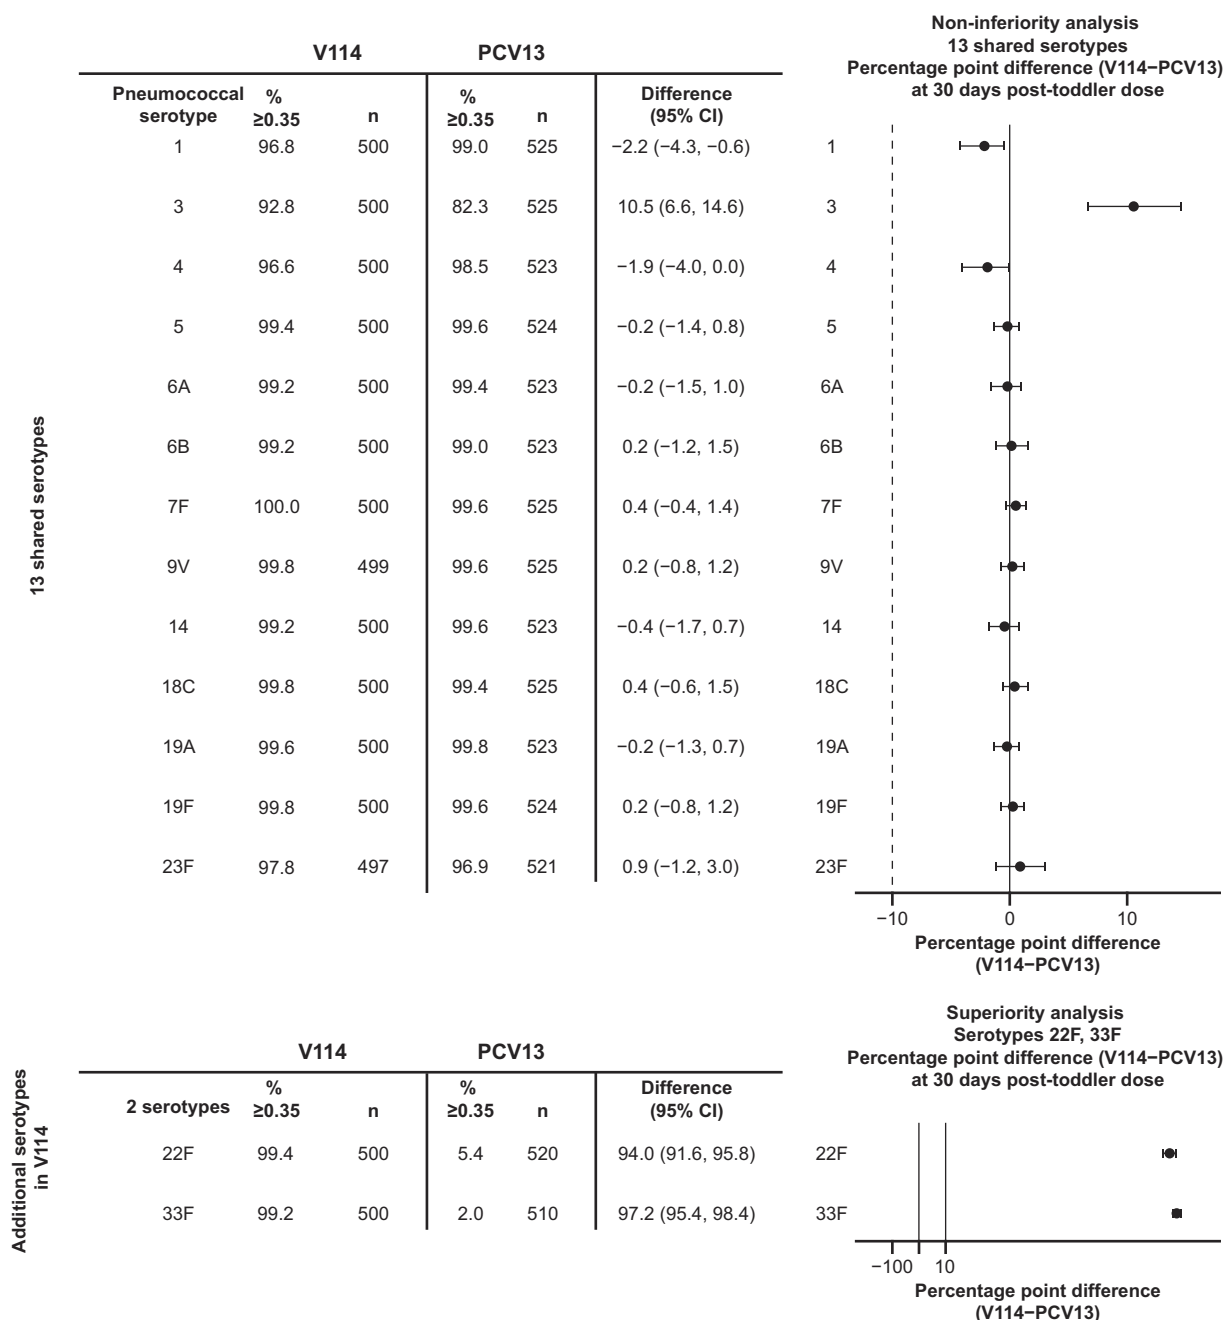 Non-inferiority analysis
13 shared serotypes
Percentage point difference (V114−PCV13)
at 30 days post-toddler dose
V114 PCV13
Pneumococcal serotype % ≥0.35 n % ≥0.35 n Difference (95% CI)
1 96.8 500 99.0 525 −2.2 (−4.3, −0.6) 1
3 92.8 500 82.3 525 10.5 (6.6, 14.6) 3
4 96.6 500 98.5 523 −1.9 (−4.0, 0.0) 4
5 99.4 500 99.6 524 −0.2 (−1.4, 0.8) 5
6A 99.2 500 99.4 523 −0.2 (−1.5, 1.0) 6A
6B 99.2 500 99.0 523 0.2 (−1.2, 1.5) 6B
7F 100.0 500 99.6 525 0.4 (−0.4, 1.4) 7F
9V 99.8 499 99.6 525 0.2 (−0.8, 1.2) 9V
14 99.2 500 99.6 523 −0.4 (−1.7, 0.7) 14
18C 99.8 500 99.4 525 0.4 (−0.6, 1.5) 18C
19A 99.6 500 99.8 523 −0.2 (−1.3, 0.7) 19A
19F 99.8 500 99.6 524 0.2 (−0.8, 1.2) 19F
23F 97.8 497 96.9 521 0.9 (−1.2, 3.0) 23F
13 shared serotypes
−10 0 10
Percentage point difference
(V114−PCV13)
Superiority analysis
Serotypes 22F, 33F
Percentage point difference (V114−PCV13)
at 30 days post-toddler dose
V114 PCV13
2 serotypes % ≥0.35 n % ≥0.35 n Difference (95% CI)
22F 99.4 500 5.4 520 94.0 (91.6, 95.8) 22F
33F 99.2 500 2.0 510 97.2 (95.4, 98.4) 33F
Additional serotypes
in V114
−100 10
Percentage point difference
(V114−PCV13)